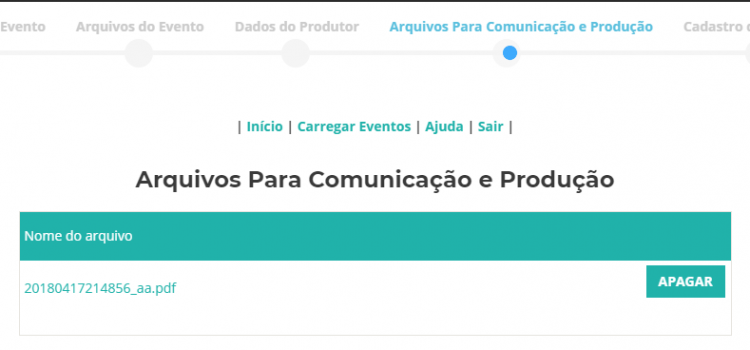 Evento Arquivos do Evento Dados do Produtor Arquivos Para Comunicação e Produção Cadastro
| Início | Carregar Eventos | Ajuda | Sair |
Arquivos Para Comunicação e Produção
Nome do arquivo
20180417214856_aa.pdf APAGAR